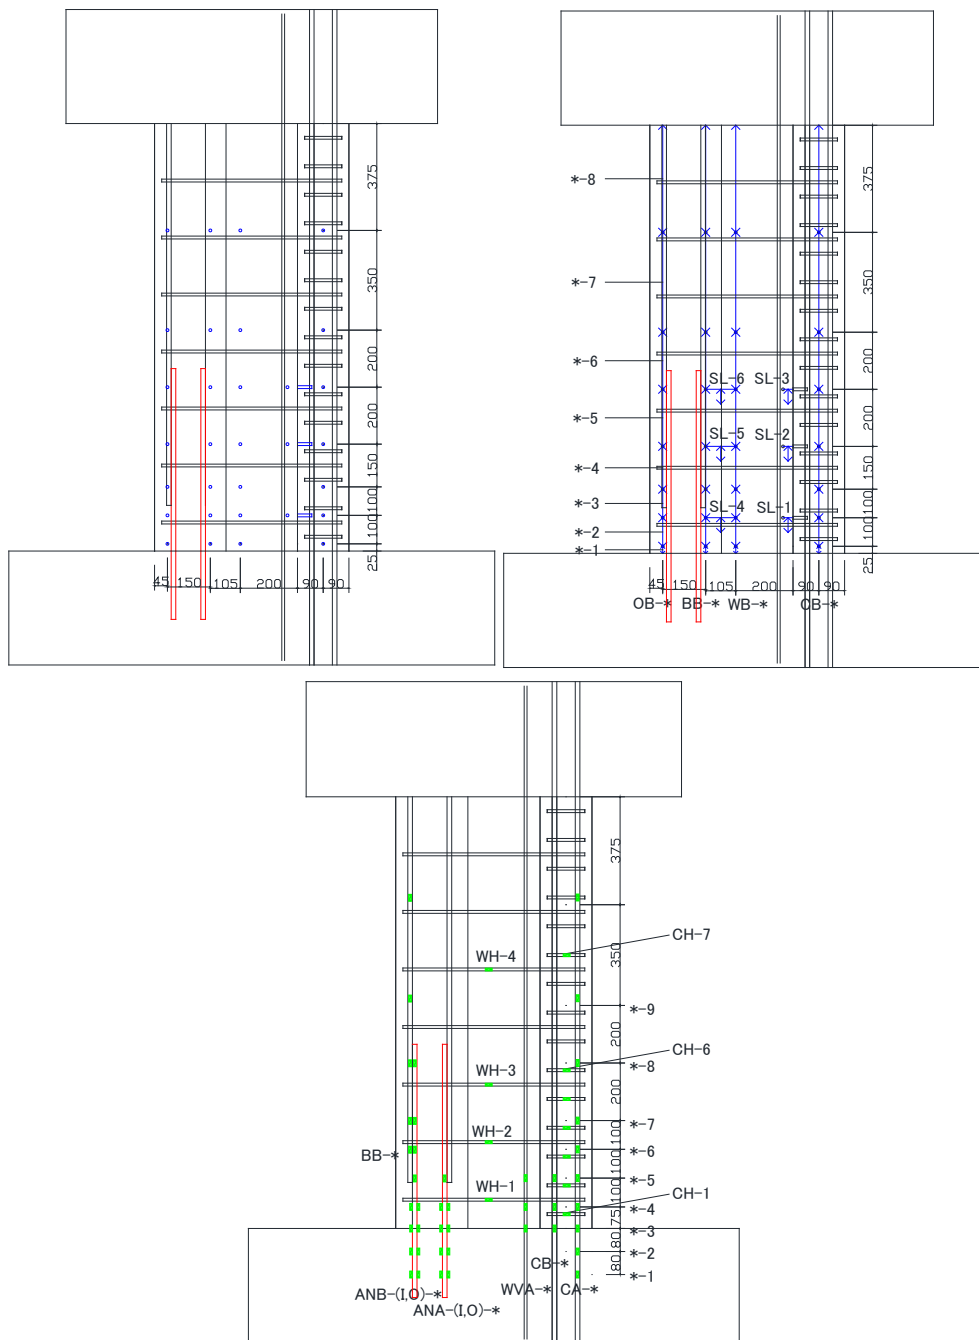 375
350
200
200
150
100
100
25
45
150
105
200
90
90
*-8
*-7
*-6
*-5
*-4
*-3
*-2
*-1
SL-6
SL-3
SL-5
SL-2
SL-4
SL-1
375
350
200
200
150
100
100
25
45
150
105
200
90
90
OB-*
BB-*
WB-*
CB-*
375
350
200
200
100
100
100
75
80
80
CH-7
WH-4
*-9
CH-6
*-8
WH-3
*-7
WH-2
*-6
BB-*
*-5
WH-1
CH-1
*-4
*-3
*-2
CB-*
*-1
WVA-*
CA-*
ANB-(I,O)-*
ANA-(I,O)-*